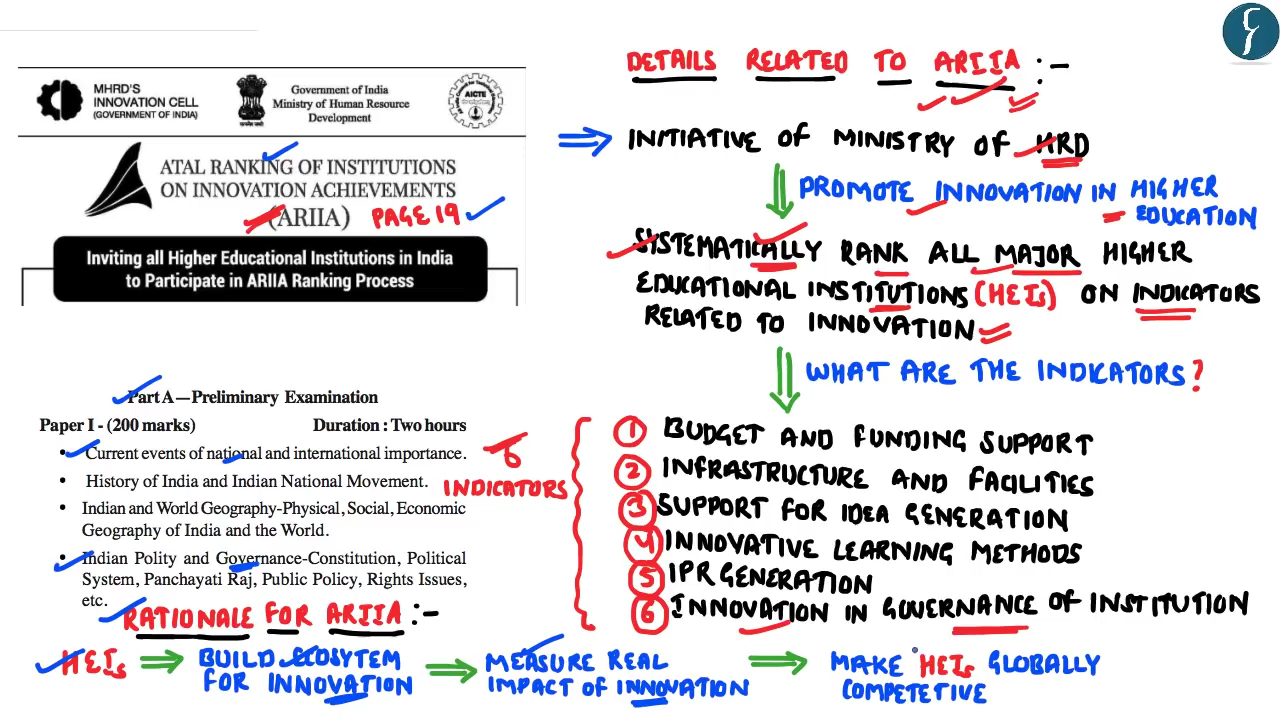 MHRD'S
INNOVATION CELL
(GOVERNMENT OF INDIA)
Government of India
Ministry of Human Resource
Development
AICTE
ATAL RANKING OF INSTITUTIONS
ON INNOVATION ACHIEVEMENTS
(ARIIA) PAGE 19
Inviting all Higher Educational Institutions in India
to Participate in ARIIA Ranking Process
DETAILS RELATED TO ARIIA :-
⇒ INITIATIVE OF MINISTRY OF HRD
PROMOTE INNOVATION IN HIGHER
EDUCATION
SYSTEMATICALLY RANK ALL MAJOR HIGHER
EDUCATIONAL INSTITUTIONS (HEIs) ON INDICATORS
RELATED TO INNOVATION
WHAT ARE THE INDICATORS ?
6
INDICATORS
1 BUDGET AND FUNDING SUPPORT
2 INFRASTRUCTURE AND FACILITIES
3 SUPPORT FOR IDEA GENERATION
4 INNOVATIVE LEARNING METHODS
5 IPR GENERATION
6 INNOVATION IN GOVERNANCE OF INSTITUTION
Part A—Preliminary Examination
Paper I - (200 marks) Duration : Two hours
• Current events of national and international importance.
• History of India and Indian National Movement.
• Indian and World Geography-Physical, Social, Economic
Geography of India and the World.
• Indian Polity and Governance-Constitution, Political
System, Panchayati Raj, Public Policy, Rights Issues,
etc.
RATIONALE FOR ARIIA :-
HEIs ⇒ BUILD ECOSYTEM
FOR INNOVATION
⇒ MEASURE REAL
IMPACT OF INNOVATION
⇒ MAKE HEIs GLOBALLY
COMPETETIVE